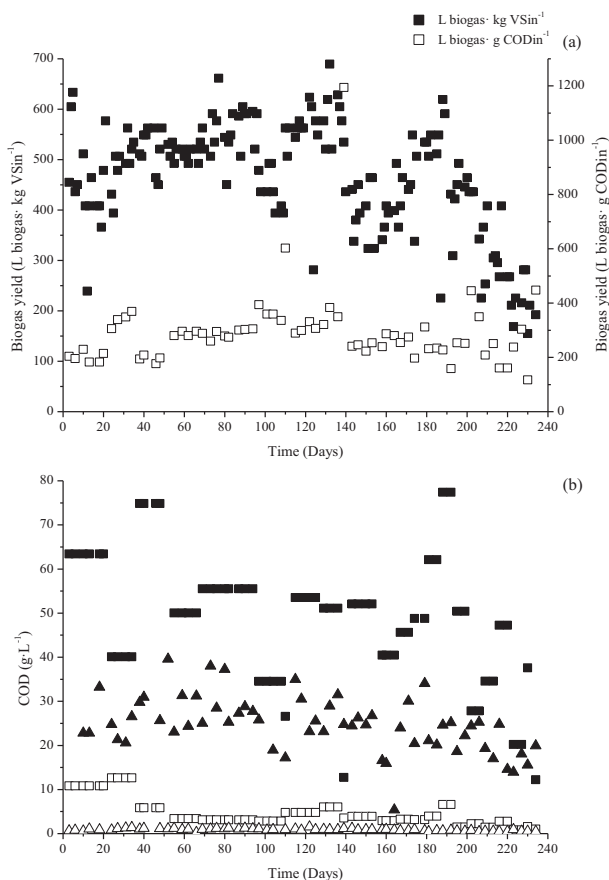 L biogas· kg VSin⁻¹
L biogas· g CODin⁻¹
(a)
Biogas yield (L biogas· kg VSin⁻¹)
700
600
500
400
300
200
100
0
1200
1000
800
600
400
200
0
Biogas yield (L biogas· g CODin⁻¹)
0 20 40 60 80 100 120 140 160 180 200 220 240
Time (Days)
(b)
COD (g·L⁻¹)
80
70
60
50
40
30
20
10
0
0 20 40 60 80 100 120 140 160 180 200 220 240
Time (Days)